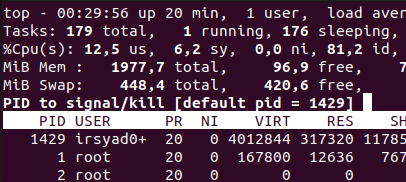 top - 00:29:56 up 20 min, 1 user, load aver
Tasks: 179 total, 1 running, 176 sleeping,
%Cpu(s): 12,5 us, 6,2 sy, 0,0 ni, 81,2 id,
MiB Mem : 1977,7 total, 96,9 free, 7
MiB Swap: 448,4 total, 420,6 free,
PID to signal/kill [default pid = 1429]
PID USER PR NI VIRT RES SH
1429 irsyad0+ 20 0 4012844 317320 11785
1 root 20 0 167800 12636 767
2 root 20 0 0 0